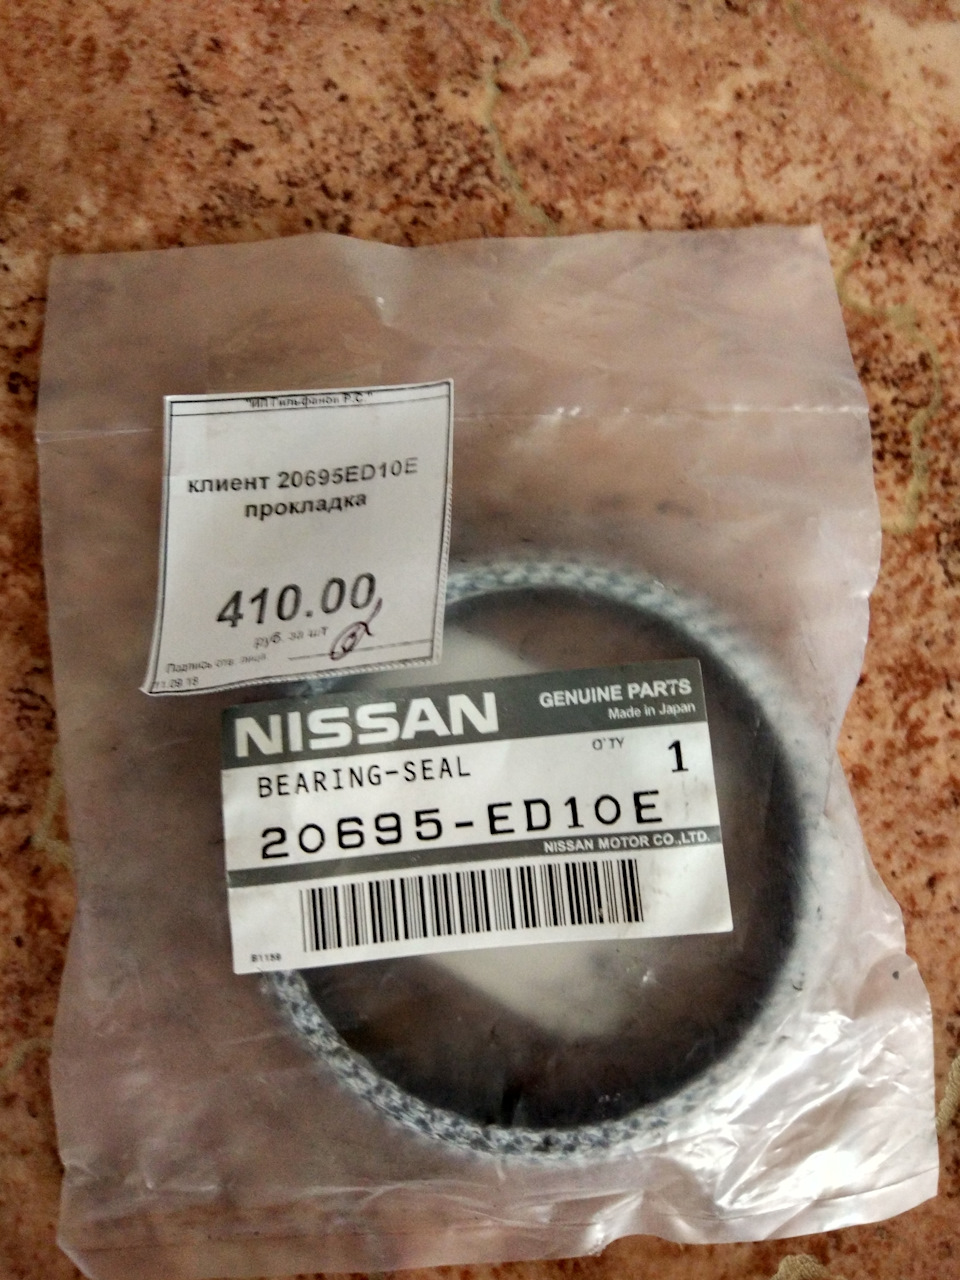 "ИП Гильфанов Р.С."
клиент 20695ED10E
прокладка
410.00
руб. за шт
Подпись отв. лица
NISSAN
GENUINE PARTS
Made in Japan
Q'TY
1
BEARING-SEAL
20695-ED10E
NISSAN MOTOR CO.,LTD.
B1156